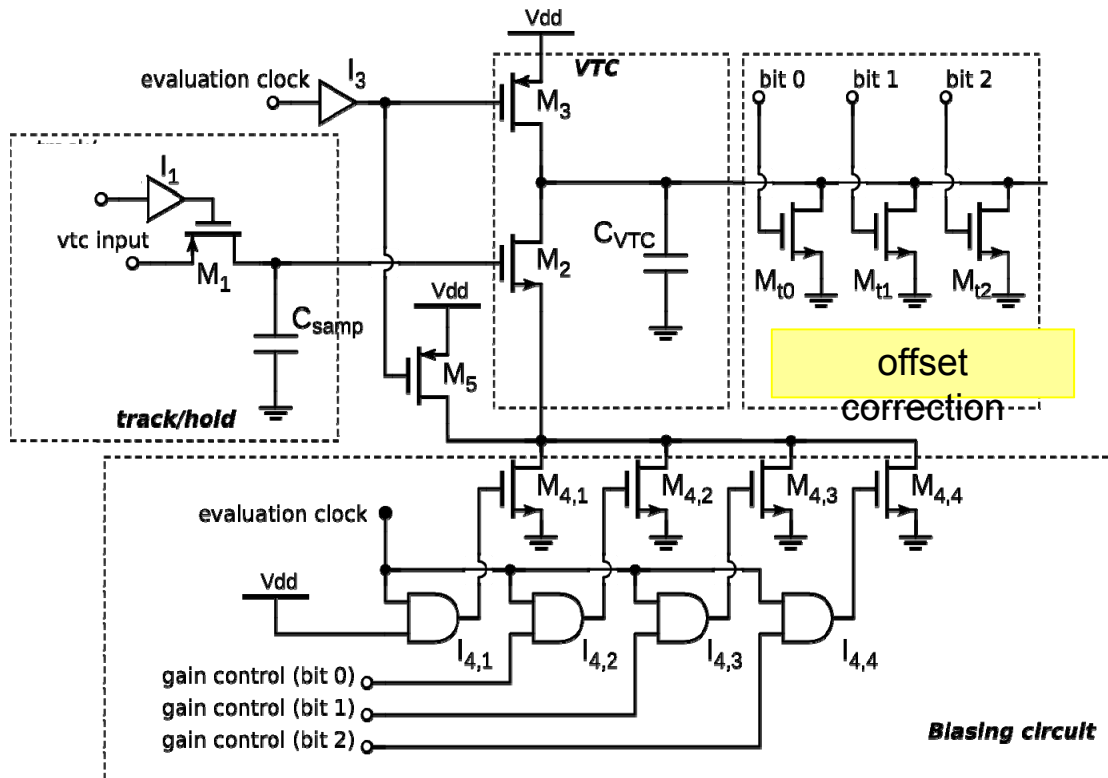 Vdd
VTC
bit 0
bit 1
bit 2
evaluation clock
I3
M3
I1
vtc input
M1
M2
CVTC
Mt0
Mt1
Mt2
Vdd
Csamp
M5
offset
correction
track/hold
M4,1
M4,2
M4,3
M4,4
evaluation clock
Vdd
I4,1
I4,2
I4,3
I4,4
gain control (bit 0)
gain control (bit 1)
gain control (bit 2)
Biasing circuit